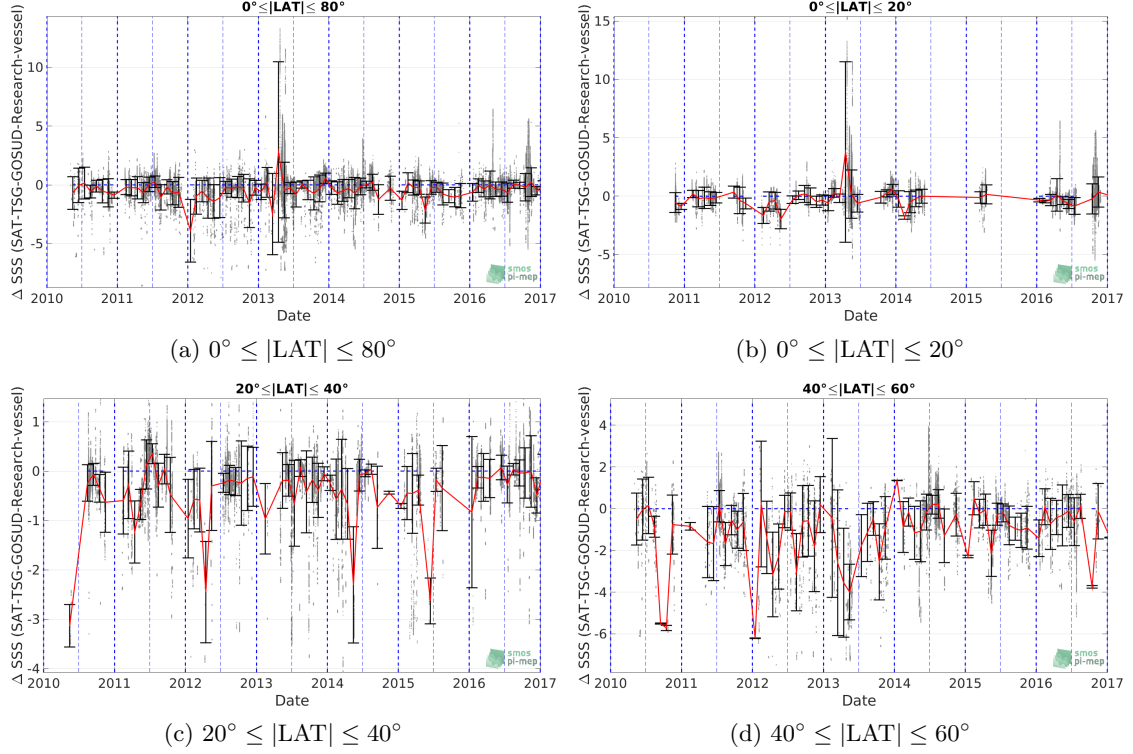 0°≤|LAT|≤ 80°
Δ SSS (SAT-TSG-GOSUD-Research-vessel)
10
5
0
-5
2010 2011 2012 2013 2014 2015 2016 2017
Date
smos
pi-mep
(a) 0° ≤ |LAT| ≤ 80°
0°≤|LAT|≤ 20°
Δ SSS (SAT-TSG-GOSUD-Research-vessel)
15
10
5
0
-5
2010 2011 2012 2013 2014 2015 2016 2017
Date
smos
pi-mep
(b) 0° ≤ |LAT| ≤ 20°
20°≤|LAT|≤ 40°
Δ SSS (SAT-TSG-GOSUD-Research-vessel)
1
0
-1
-2
-3
-4
2010 2011 2012 2013 2014 2015 2016 2017
Date
smos
pi-mep
(c) 20° ≤ |LAT| ≤ 40°
40°≤|LAT|≤ 60°
Δ SSS (SAT-TSG-GOSUD-Research-vessel)
4
2
0
-2
-4
-6
2010 2011 2012 2013 2014 2015 2016 2017
Date
smos
pi-mep
(d) 40° ≤ |LAT| ≤ 60°